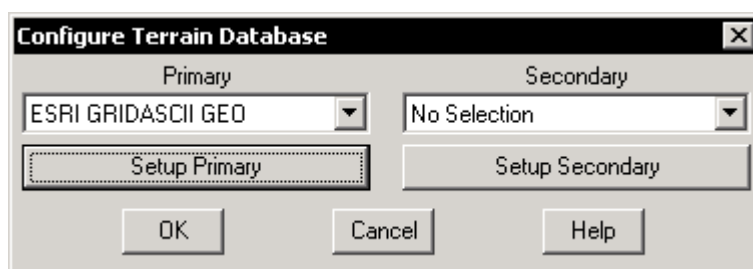 Configure Terrain Database
Primary Secondary
ESRI GRIDASCII GEO No Selection
Setup Primary Setup Secondary
OK Cancel Help